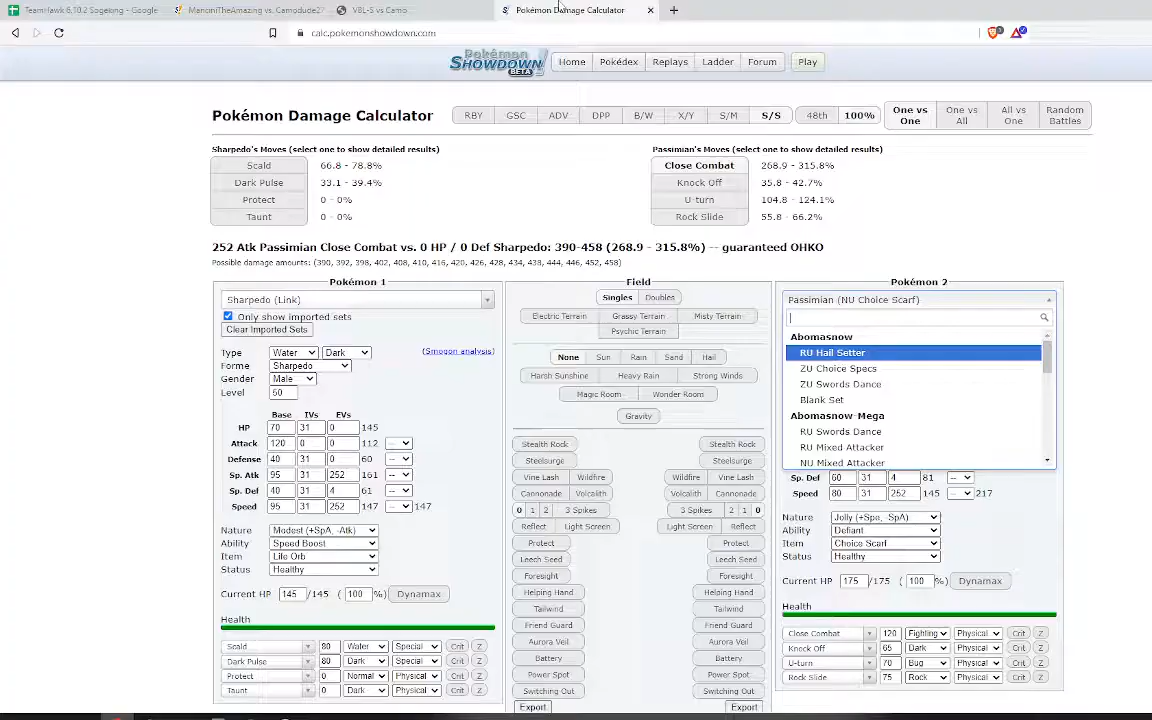 TeamHawk 6.10.2 Sogeking - Google
ManciniTheAmazing vs. Campdude27
VBL-S vs Camo
Pokémon Damage Calculator
calc.pokemonshowdown.com
Pokémon SHOWDOWN BETA
Home Pokédex Replays Ladder Forum Play
Pokémon Damage Calculator
RBY GSC ADV DPP B/W X/Y S/M S/S
48th 100%
One vs One
One vs All
All vs One
Random Battles
Sharpedo's Moves (select one to show detailed results)
Scald 66.8 - 78.8%
Dark Pulse 33.1 - 39.4%
Protect 0 - 0%
Taunt 0 - 0%
Passimian's Moves (select one to show detailed results)
Close Combat 268.9 - 315.8%
Knock Off 35.8 - 42.7%
U-turn 104.8 - 124.1%
Rock Slide 55.8 - 66.2%
252 Atk Passimian Close Combat vs. 0 HP / 0 Def Sharpedo: 390-458 (268.9 - 315.8%) -- guaranteed OHKO
Possible damage amounts: (390, 392, 398, 402, 408, 410, 416, 420, 426, 428, 434, 438, 444, 446, 452, 458)
Pokémon 1
Sharpedo (Link)
Only show imported sets
Clear Imported Sets
Type Water Dark (Smogon analysis)
Forme Sharpedo
Gender Male
Level 50
Base IVs EVs
HP 70 31 0 145
Attack 120 0 0 112 --
Defense 40 31 0 60 --
Sp. Atk 95 31 252 161 --
Sp. Def 40 31 4 61 --
Speed 95 31 252 147 -- 147
Nature Modest (+SpA, -Atk)
Ability Speed Boost
Item Life Orb
Status Healthy
Current HP 145 /145 ( 100 %) Dynamax
Health
Scald 80 Water Special Crit Z
Dark Pulse 80 Dark Special Crit Z
Protect 0 Normal Physical Crit Z
Taunt 0 Dark Physical Crit Z
Field
Singles Doubles
Electric Terrain Grassy Terrain Misty Terrain
Psychic Terrain
None Sun Rain Sand Hail
Harsh Sunshine Heavy Rain Strong Winds
Magic Room Wonder Room
Gravity
Stealth Rock Stealth Rock
Steelsurge Steelsurge
Vine Lash Wildfire Wildfire Vine Lash
Cannonade Volcalith Volcalith Cannonade
0 1 2 3 Spikes 3 Spikes 2 1 0
Reflect Light Screen Light Screen Reflect
Protect Protect
Leech Seed Leech Seed
Foresight Foresight
Helping Hand Helping Hand
Tailwind Tailwind
Friend Guard Friend Guard
Aurora Veil Aurora Veil
Battery Battery
Power Spot Power Spot
Switching Out Switching Out
Export Export
Pokémon 2
Passimian (NU Choice Scarf)
Abomasnow
RU Hail Setter
ZU Choice Specs
ZU Swords Dance
Blank Set
Abomasnow-Mega
RU Swords Dance
RU Mixed Attacker
NU Mixed Attacker
Sp. Def 60 31 4 81 --
Speed 80 31 252 145 -- 217
Nature Jolly (+Spe, -SpA)
Ability Defiant
Item Choice Scarf
Status Healthy
Current HP 175 /175 ( 100 %) Dynamax
Health
Close Combat 120 Fighting Physical Crit Z
Knock Off 65 Dark Physical Crit Z
U-turn 70 Bug Physical Crit Z
Rock Slide 75 Rock Physical Crit Z